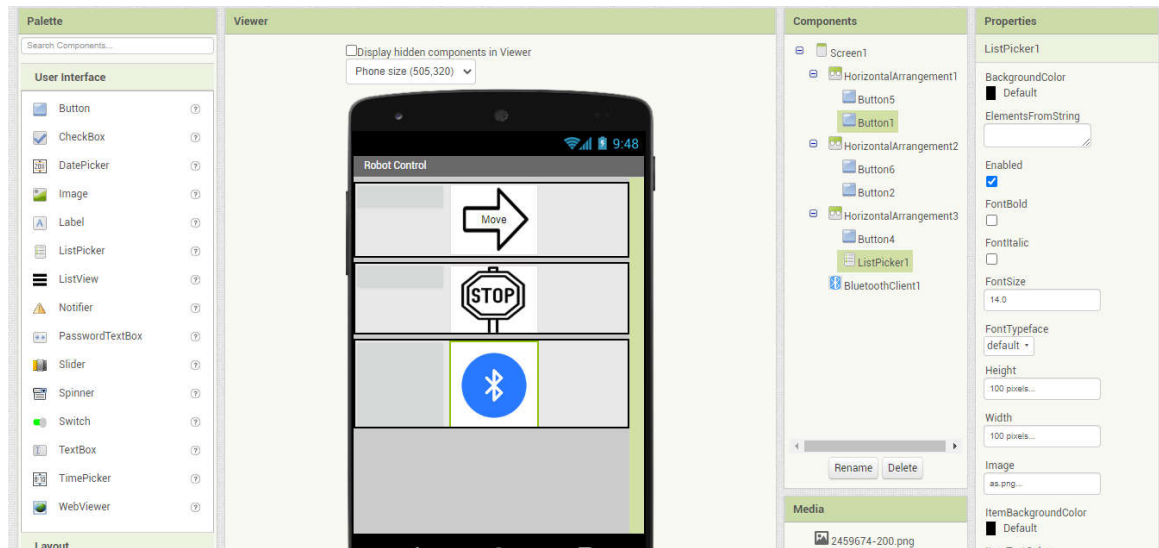 Palette
Search Components...
User Interface
Button
CheckBox
DatePicker
Image
Label
ListPicker
ListView
Notifier
PasswordTextBox
Slider
Spinner
Switch
TextBox
TimePicker
WebViewer
Layout
Viewer
Display hidden components in Viewer
Phone size (505,320)
9:48
Robot Control
Move
STOP
Components
Screen1
HorizontalArrangement1
Button5
Button1
HorizontalArrangement2
Button6
Button2
HorizontalArrangement3
Button4
ListPicker1
BluetoothClient1
Rename Delete
Media
2459674-200.png
Properties
ListPicker1
BackgroundColor
Default
ElementsFromString
Enabled
FontBold
FontItalic
FontSize
14.0
FontTypeface
default
Height
100 pixels...
Width
100 pixels...
Image
as.png...
ItemBackgroundColor
Default